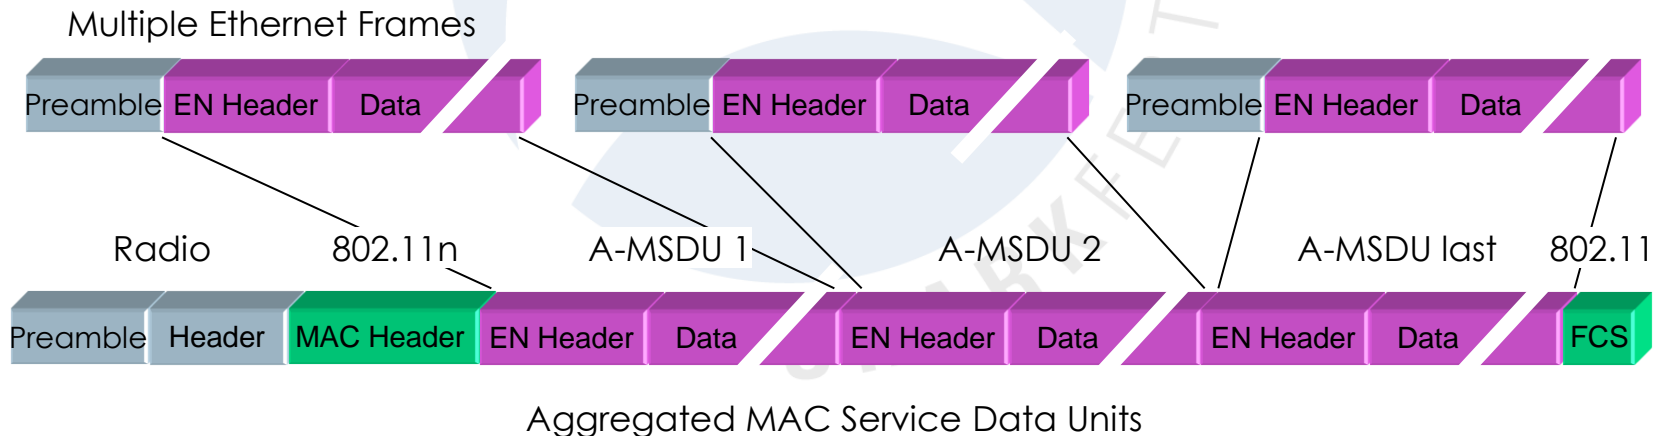 Multiple Ethernet Frames
Preamble EN Header Data Preamble EN Header Data Preamble EN Header Data
Radio 802.11n A-MSDU 1 A-MSDU 2 A-MSDU last 802.11
Preamble Header MAC Header EN Header Data EN Header Data EN Header Data FCS
Aggregated MAC Service Data Units